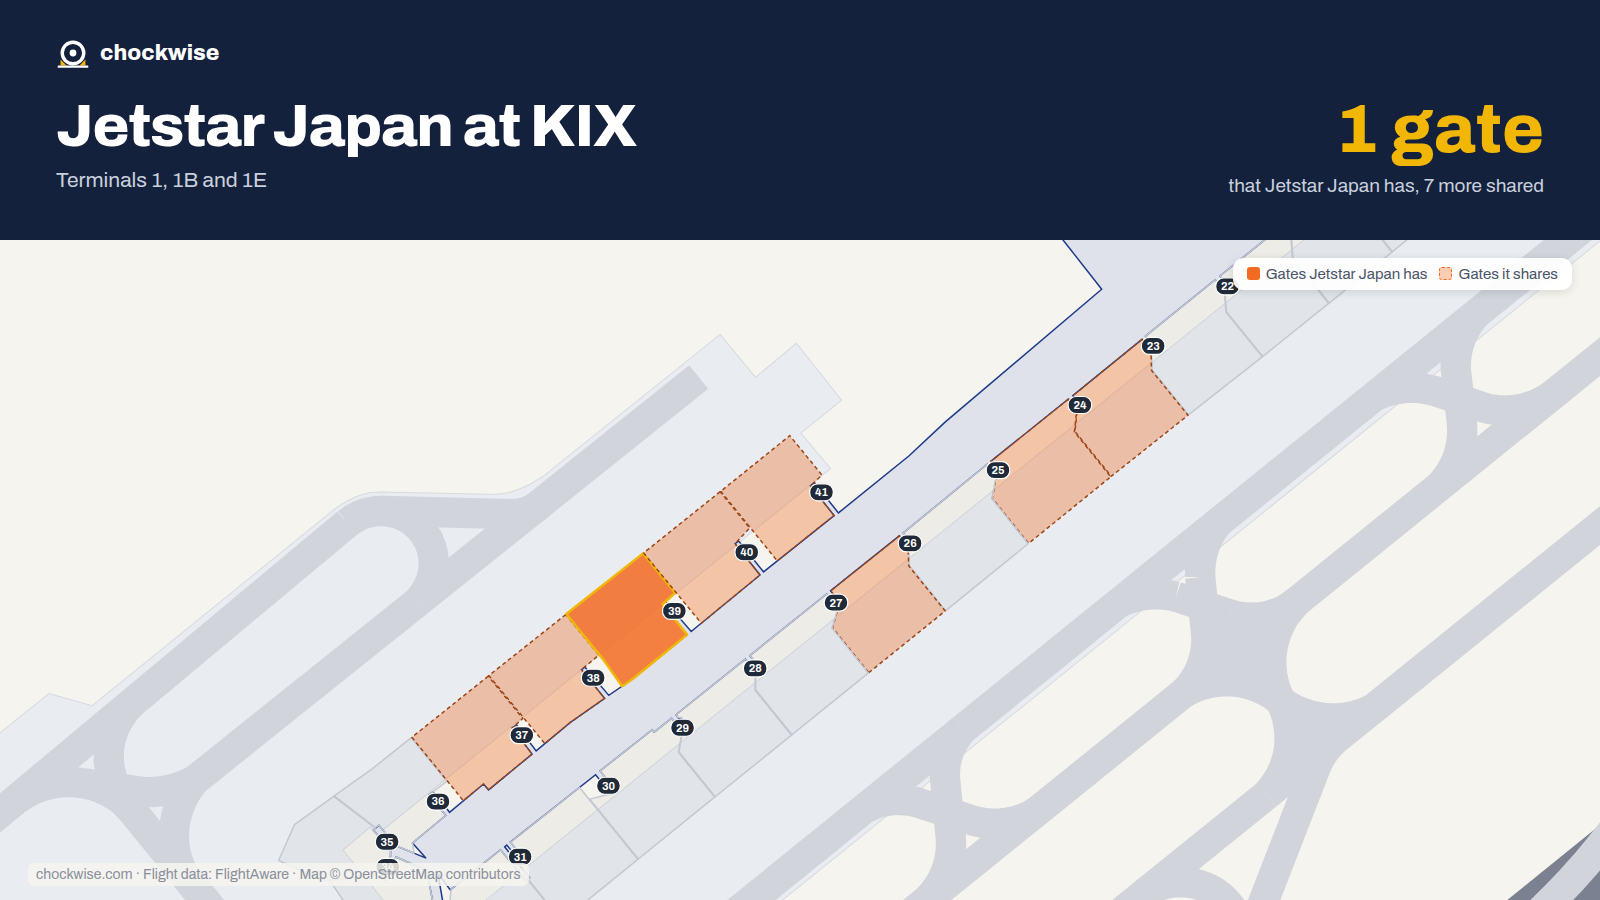 chockwise
Jetstar Japan at KIX
Terminals 1, 1B and 1E
1 gate
that Jetstar Japan has, 7 more shared
Gates Jetstar Japan has
Gates it shares
22
23
24
25
26
27
28
29
30
31
41
40
39
38
37
36
35
chockwise.com · Flight data: FlightAware · Map © OpenStreetMap contributors